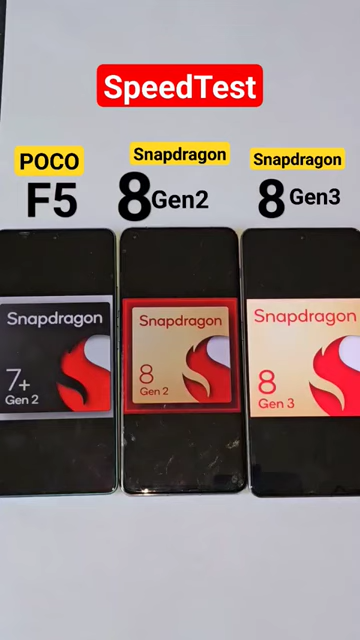 SpeedTest
POCO
F5
Snapdragon
8 Gen2
Snapdragon
8 Gen3
Snapdragon
7+
Gen 2
Snapdragon
8
Gen 2
Snapdragon
8
Gen 3